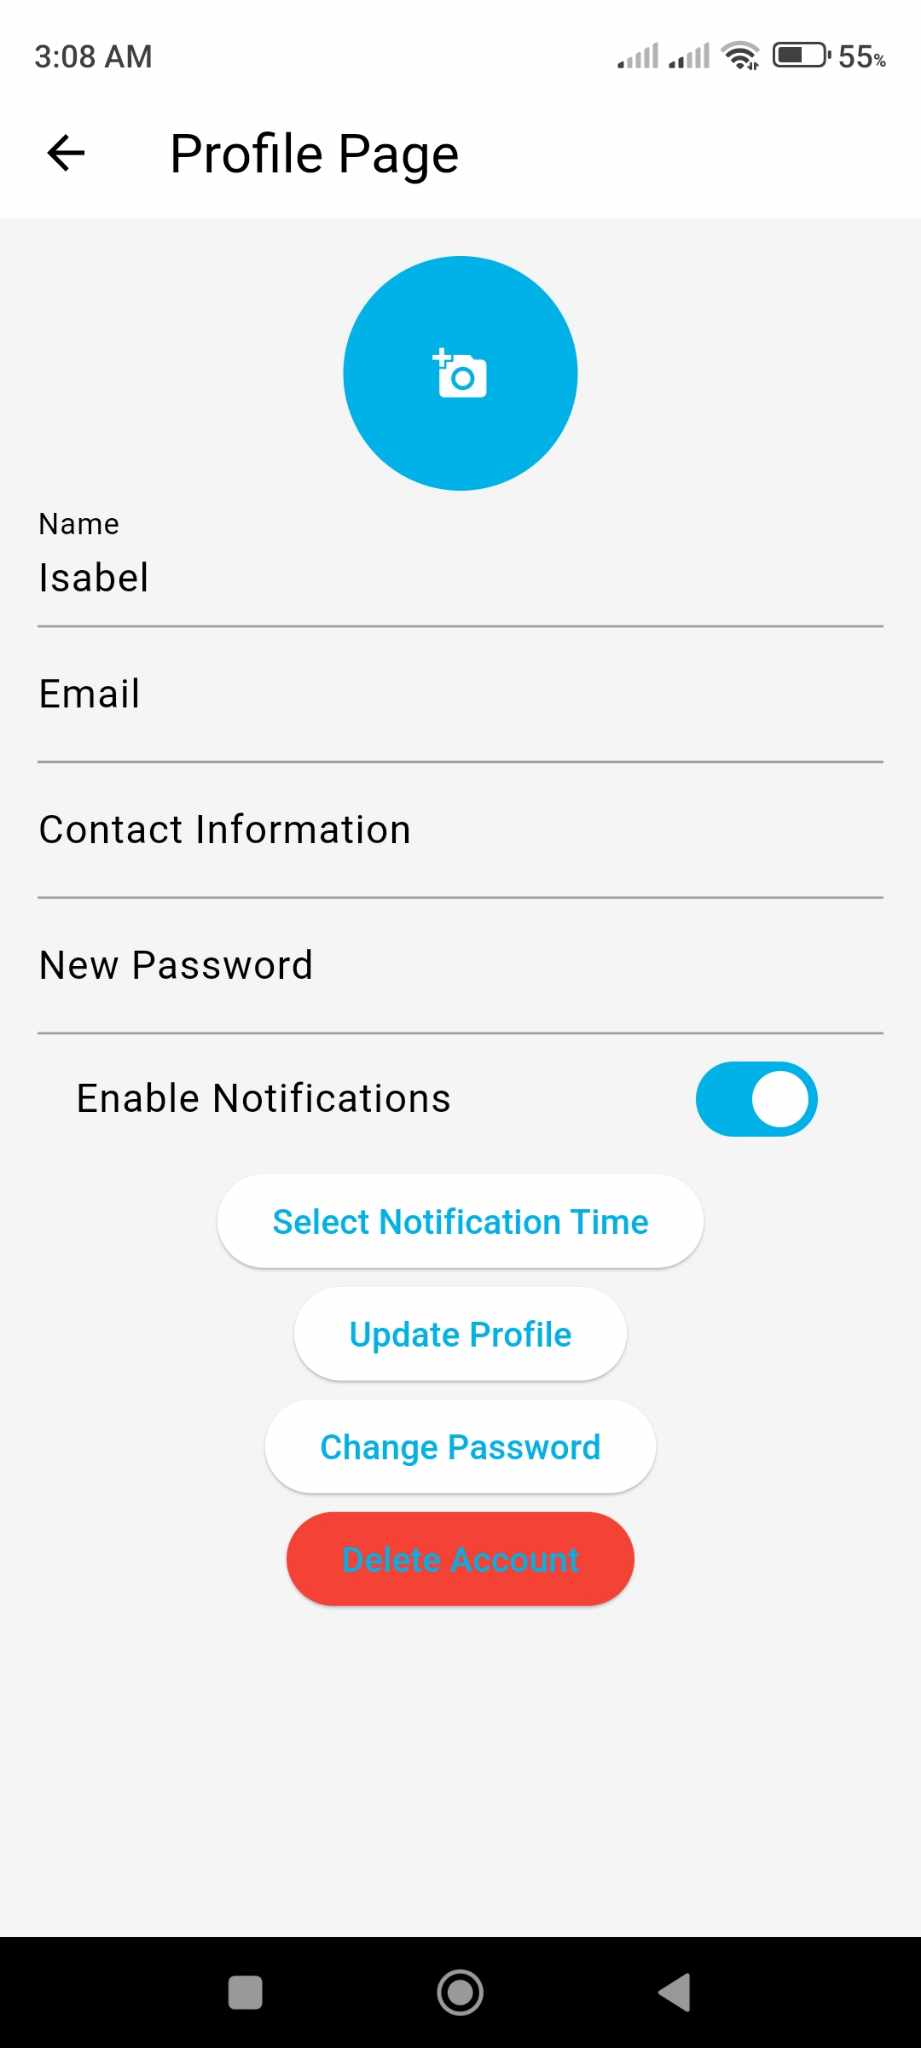 3:08 AM 55%
Profile Page
Name
Isabel
Email
Contact Information
New Password
Enable Notifications
Select Notification Time
Update Profile
Change Password
Delete Account